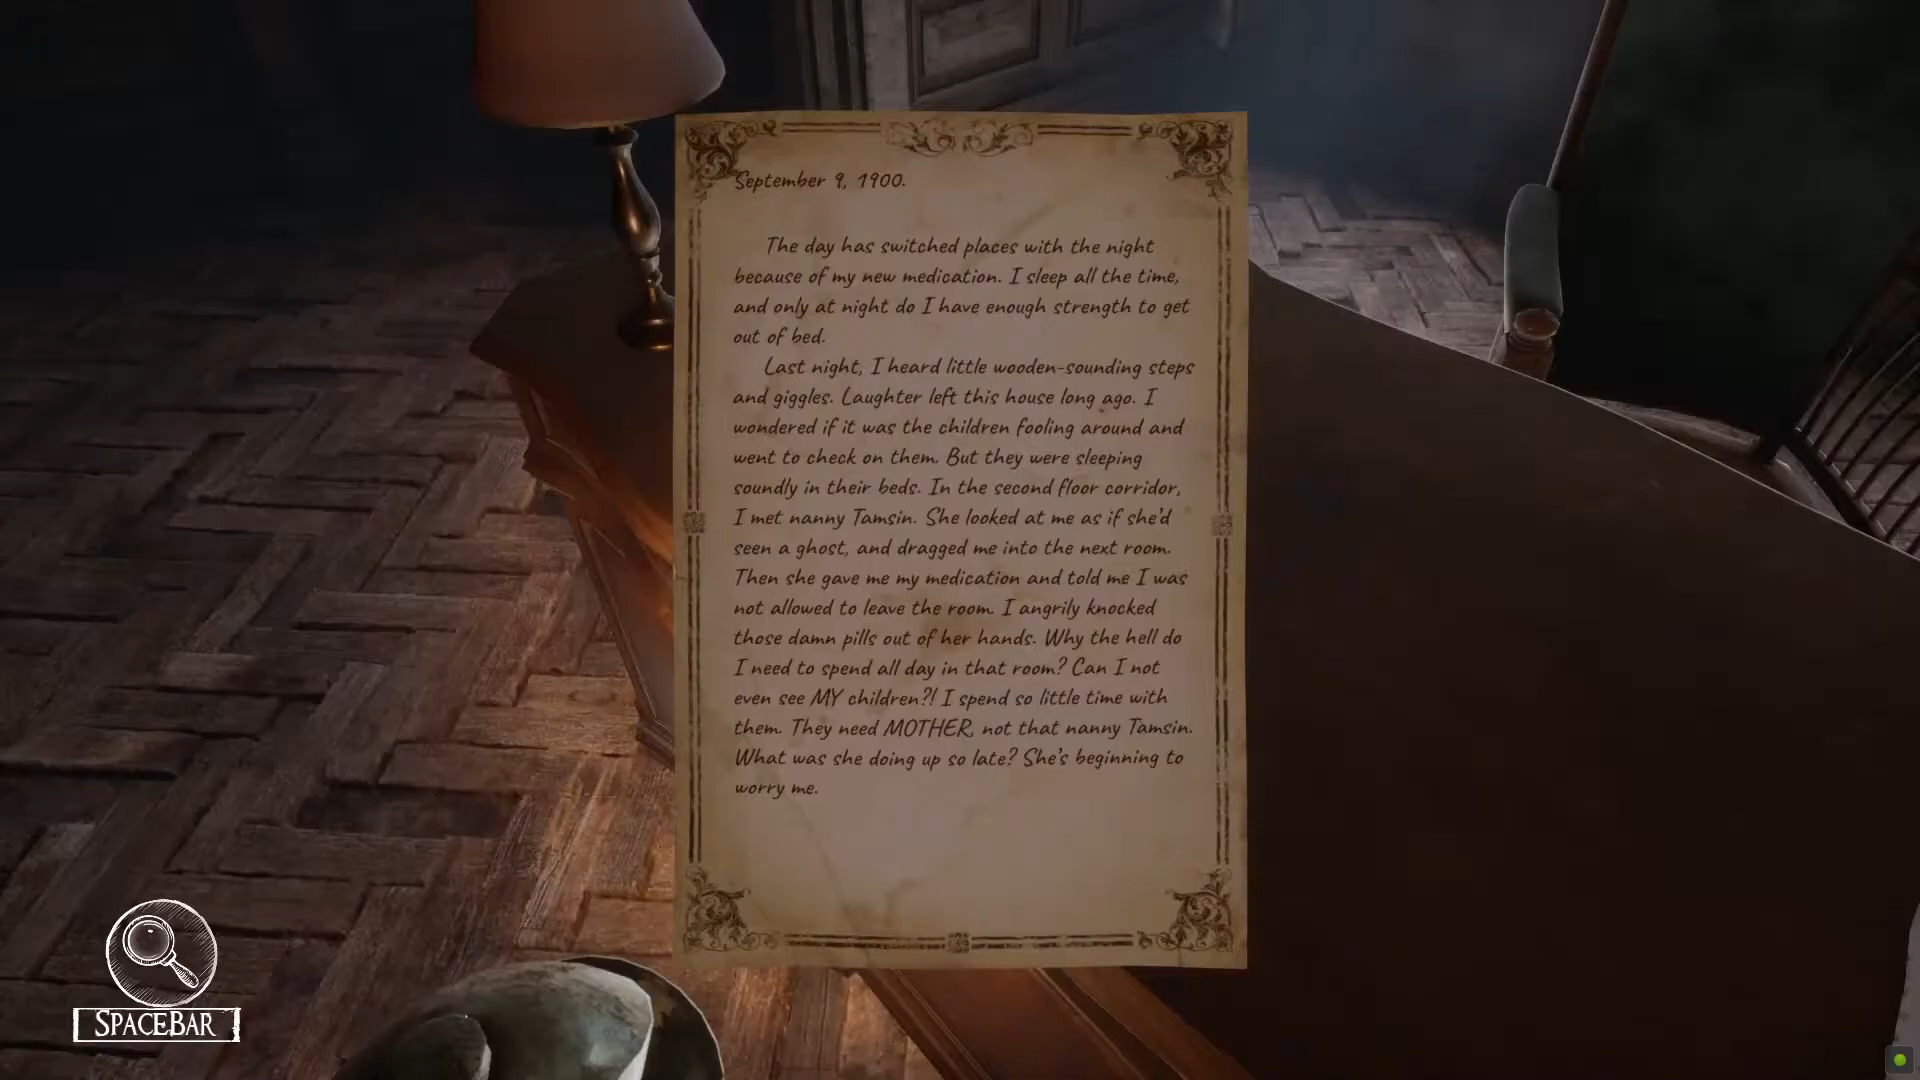 September 9, 1900.
The day has switched places with the night
because of my new medication. I sleep all the time,
and only at night do I have enough strength to get
out of bed.
Last night, I heard little wooden-sounding steps
and giggles. Laughter left this house long ago. I
wondered if it was the children fooling around and
went to check on them. But they were sleeping
soundly in their beds. In the second floor corridor,
I met nanny Tamsin. She looked at me as if she'd
seen a ghost, and dragged me into the next room.
Then she gave me my medication and told me I was
not allowed to leave the room. I angrily knocked
those damn pills out of her hands. Why the hell do
I need to spend all day in that room? Can I not
even see MY children?! I spend so little time with
them. They need MOTHER, not that nanny Tamsin.
What was she doing up so late? She's beginning to
worry me.
SPACEBAR